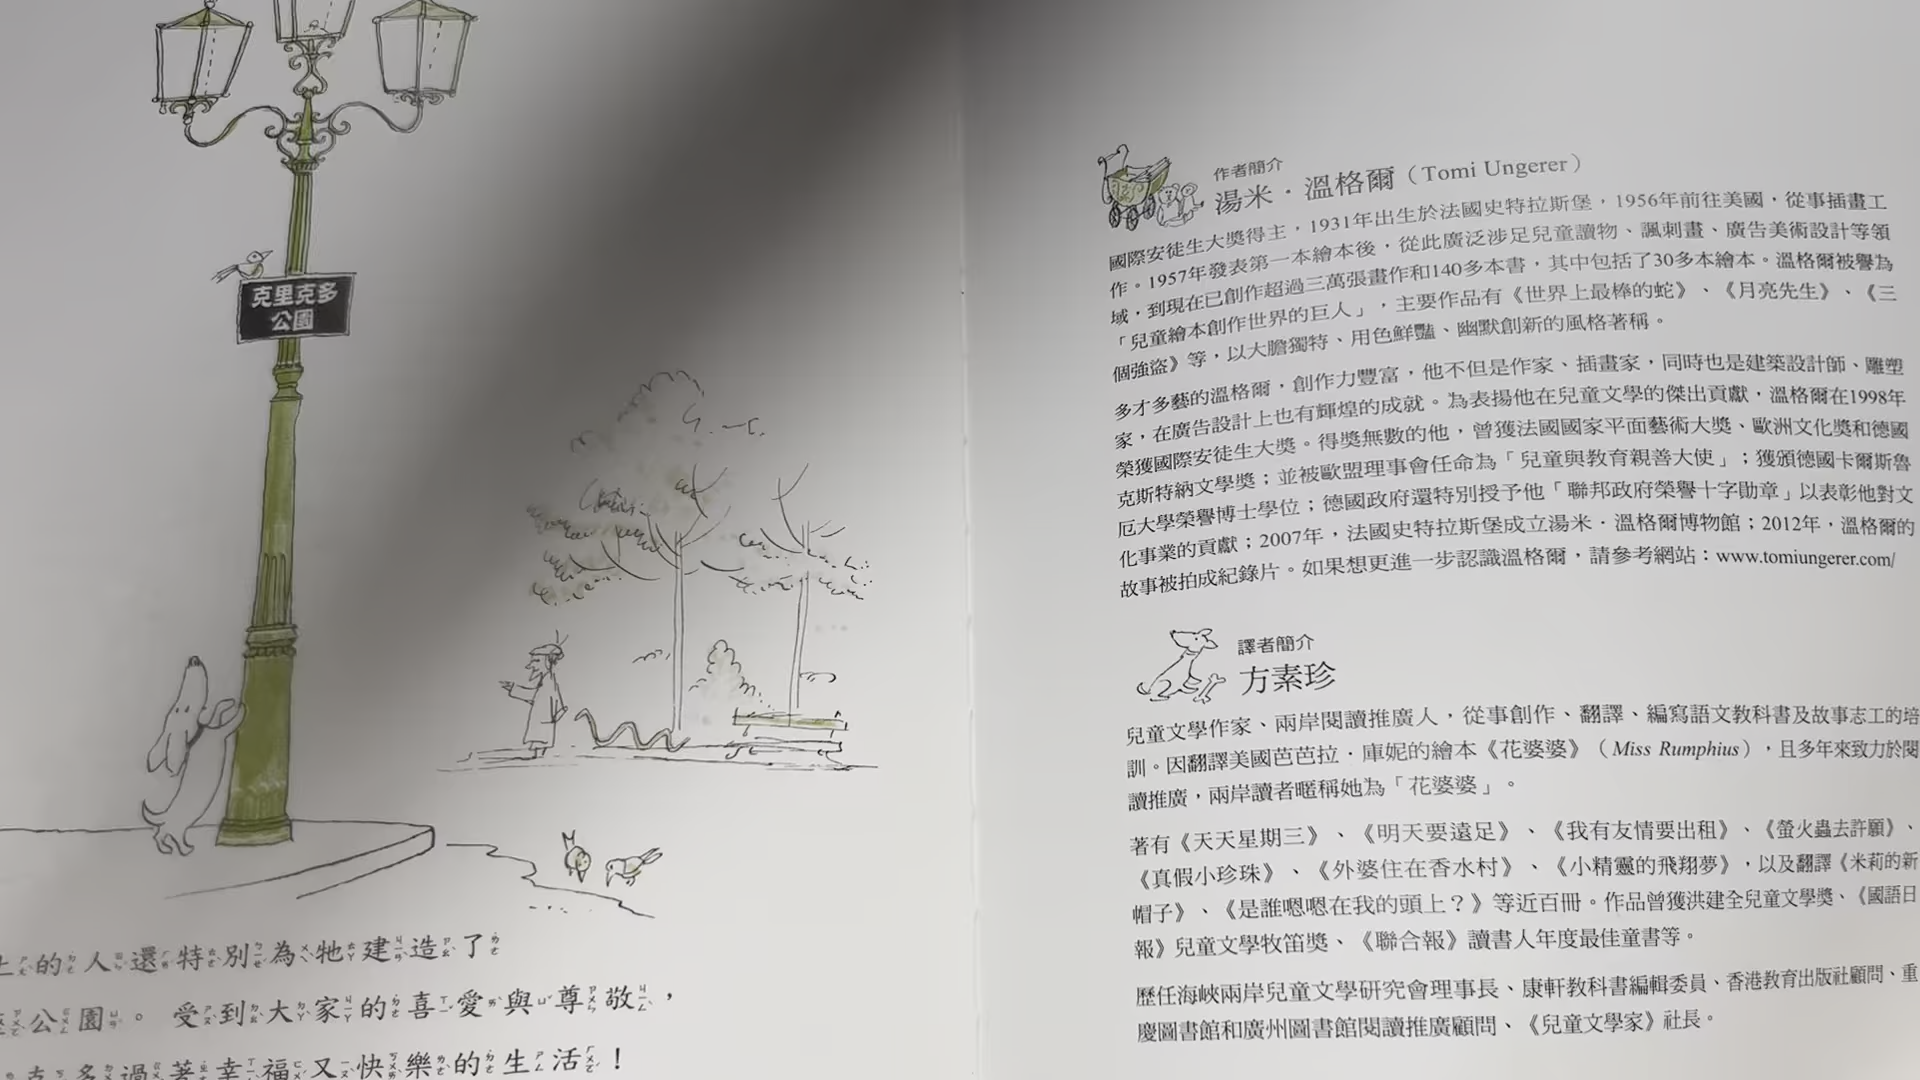 克里克多
公園
上的人還特別為牠建造了
公園。受到大家的喜愛與尊敬，
克多過著幸福又快樂的生活！
作者簡介
湯米．溫格爾（Tomi Ungerer）
國際安徒生大獎得主，1931年出生於法國史特拉斯堡，1956年前往美國，從事插畫工
作。1957年發表第一本繪本後，從此廣泛涉足兒童讀物、諷刺畫、廣告美術設計等領
域，到現在已創作超過三萬張畫作和140多本書，其中包括了30多本繪本。溫格爾被譽為
「兒童繪本創作世界的巨人」，主要作品有《世界上最棒的蛇》、《月亮先生》、《三
個強盜》等，以大膽獨特、用色鮮豔、幽默創新的風格著稱。
多才多藝的溫格爾，創作力豐富，他不但是作家、插畫家，同時也是建築設計師、雕塑
家，在廣告設計上也有輝煌的成就。為表揚他在兒童文學的傑出貢獻，溫格爾在1998年
榮獲國際安徒生大獎。得獎無數的他，曾獲法國國家平面藝術大獎、歐洲文化獎和德國
克斯特納文學獎；並被歐盟理事會任命為「兒童與教育親善大使」；獲頒德國卡爾斯魯
厄大學榮譽博士學位；德國政府還特別授予他「聯邦政府榮譽十字勛章」以表彰他對文
化事業的貢獻；2007年，法國史特拉斯堡成立湯米．溫格爾博物館；2012年，溫格爾的
故事被拍成紀錄片。如果想更進一步認識溫格爾，請參考網站：www.tomiungerer.com/
譯者簡介
方素珍
兒童文學作家、兩岸閱讀推廣人，從事創作、翻譯、編寫語文教科書及故事志工的培
訓。因翻譯美國芭芭拉．庫妮的繪本《花婆婆》（Miss Rumphius），且多年來致力於閱
讀推廣，兩岸讀者暱稱她為「花婆婆」。
著有《天天星期三》、《明天要遠足》、《我有友情要出租》、《螢火蟲去許願》、
《真假小珍珠》、《外婆住在香水村》、《小精靈的飛翔夢》，以及翻譯《米莉的新
帽子》、《是誰嗯嗯在我的頭上？》等近百冊。作品曾獲洪建全兒童文學獎、《國語日
報》兒童文學牧笛獎、《聯合報》讀書人年度最佳童書等。
歷任海峽兩岸兒童文學研究會理事長、康軒教科書編輯委員、香港教育出版社顧問、重
慶圖書館和廣州圖書館閱讀推廣顧問、《兒童文學家》社長。